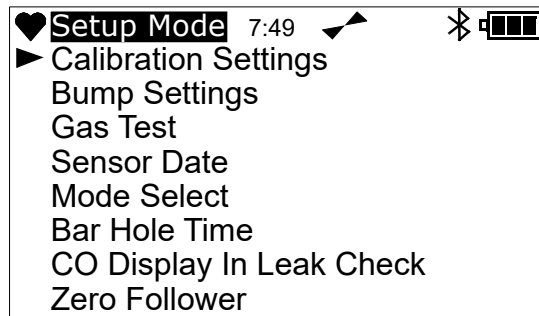 Setup Mode 7:49
Calibration Settings
Bump Settings
Gas Test
Sensor Date
Mode Select
Bar Hole Time
CO Display In Leak Check
Zero Follower